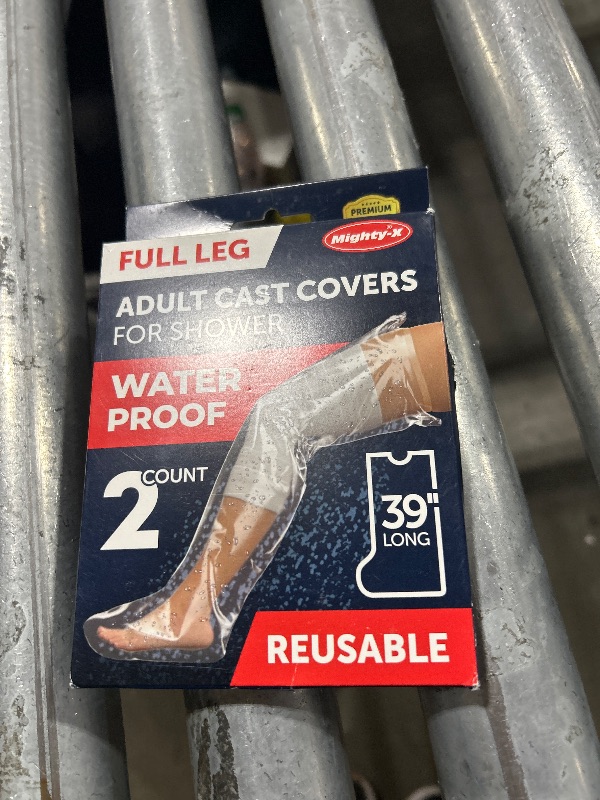 PREMIUM
Mighty-X
FULL LEG
ADULT CAST COVERS
FOR SHOWER
WATER
PROOF
2 COUNT
39"
LONG
REUSABLE